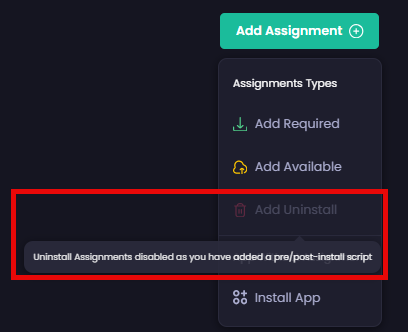 Add Assignment
Assignments Types
Add Required
Add Available
Add Uninstall
Uninstall Assignments disabled as you have added a pre/post-install script
Install App